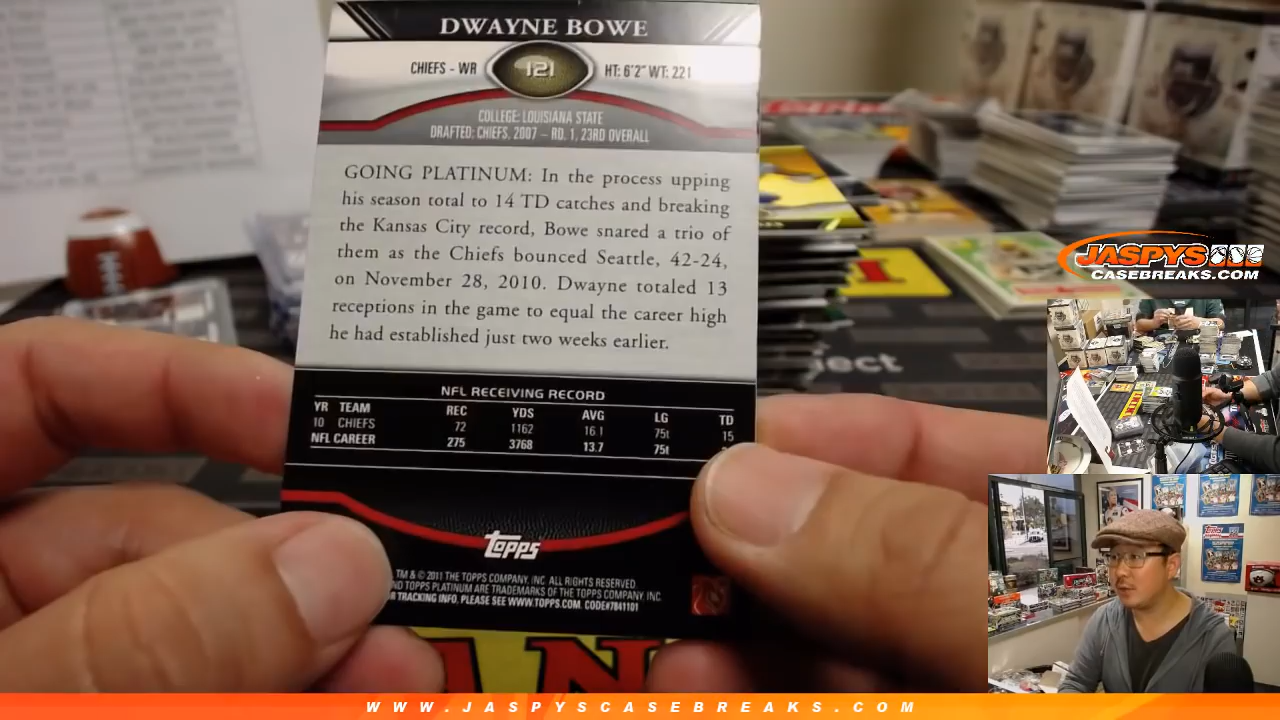 DWAYNE BOWE
CHIEFS - WR
121
HT: 6'2" WT: 221
COLLEGE: LOUISIANA STATE
DRAFTED: CHIEFS, 2007 – RD. 1, 23RD OVERALL
GOING PLATINUM: In the process upping
his season total to 14 TD catches and breaking
the Kansas City record, Bowe snared a trio of
them as the Chiefs bounced Seattle, 42-24,
on November 28, 2010. Dwayne totaled 13
receptions in the game to equal the career high
he had established just two weeks earlier.
NFL RECEIVING RECORD
YR TEAM REC YDS AVG LG TD
10 CHIEFS 72 1162 16.1 75t 15
NFL CAREER 275 3768 13.7 75t
TOPPS
TM & © 2011 THE TOPPS COMPANY, INC. ALL RIGHTS RESERVED.
TOPPS PLATINUM ARE TRADEMARKS OF THE TOPPS COMPANY, INC.
TRACKING INFO, PLEASE SEE WWW.TOPPS.COM. CODE#7841101
JASPYS
CASEBREAKS.COM
WWW.JASPYSCASEBREAKS.COM